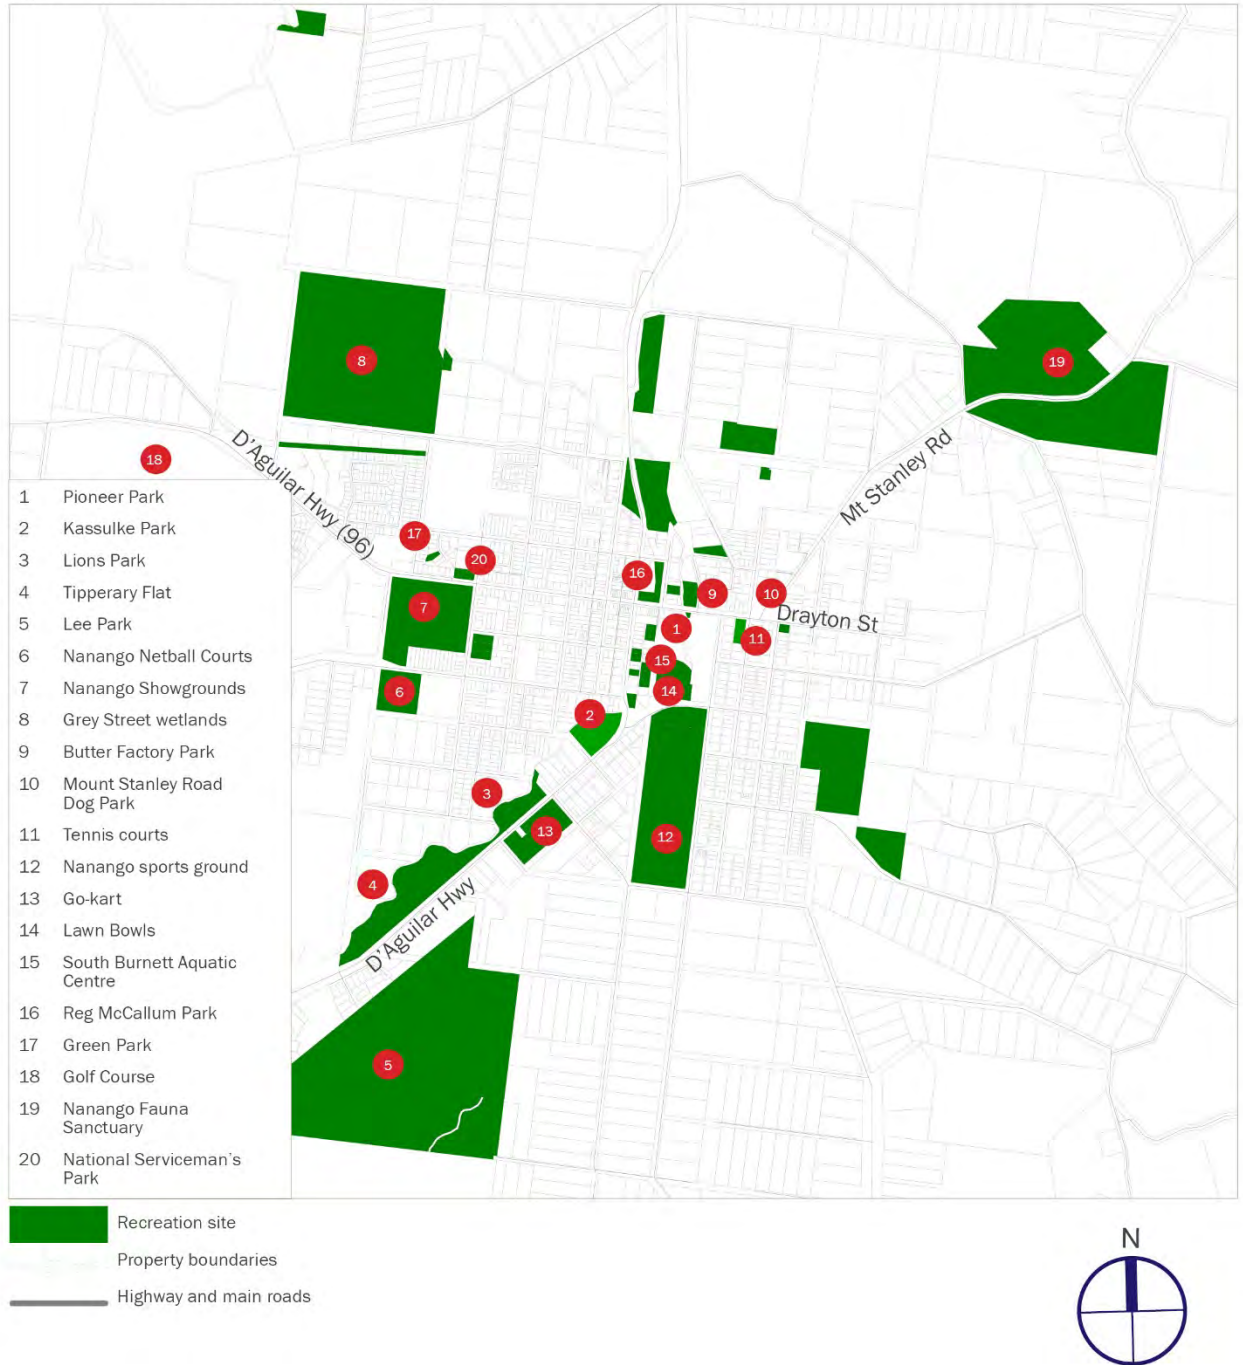 8
19
D'Aguilar Hwy (96)
Mt Stanley Rd
18
17
20
16
9
10
7
Drayton St
1
11
15
6
14
2
3
13
12
4
D'Aguilar Hwy
5
1 Pioneer Park
2 Kassulke Park
3 Lions Park
4 Tipperary Flat
5 Lee Park
6 Nanango Netball Courts
7 Nanango Showgrounds
8 Grey Street wetlands
9 Butter Factory Park
10 Mount Stanley Road
Dog Park
11 Tennis courts
12 Nanango sports ground
13 Go-kart
14 Lawn Bowls
15 South Burnett Aquatic
Centre
16 Reg McCallum Park
17 Green Park
18 Golf Course
19 Nanango Fauna
Sanctuary
20 National Serviceman's
Park
Recreation site
Property boundaries
Highway and main roads
N